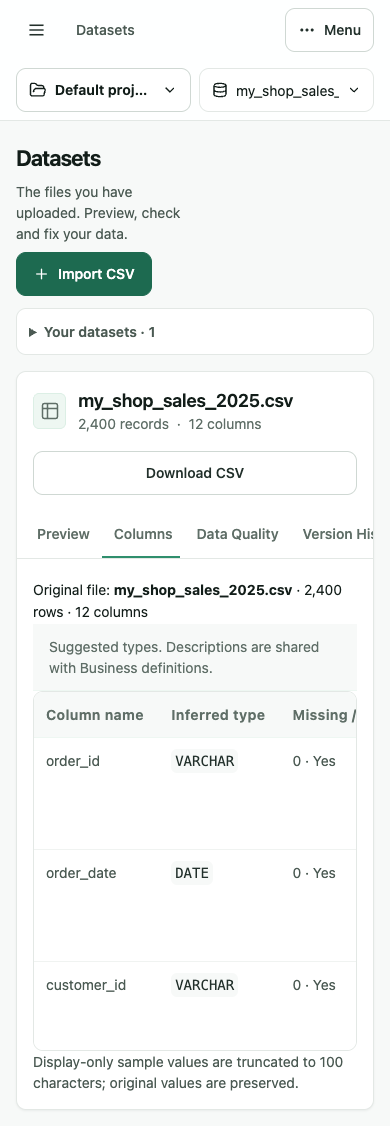 Datasets
Menu
Default proj...
my_shop_sales_
Datasets
The files you have
uploaded. Preview, check
and fix your data.
Import CSV
Your datasets · 1
my_shop_sales_2025.csv
2,400 records · 12 columns
Download CSV
Preview Columns Data Quality Version His
Original file: my_shop_sales_2025.csv · 2,400
rows · 12 columns
Suggested types. Descriptions are shared
with Business definitions.
Column name Inferred type Missing /
order_id VARCHAR 0 · Yes
order_date DATE 0 · Yes
customer_id VARCHAR 0 · Yes
Display-only sample values are truncated to 100
characters; original values are preserved.